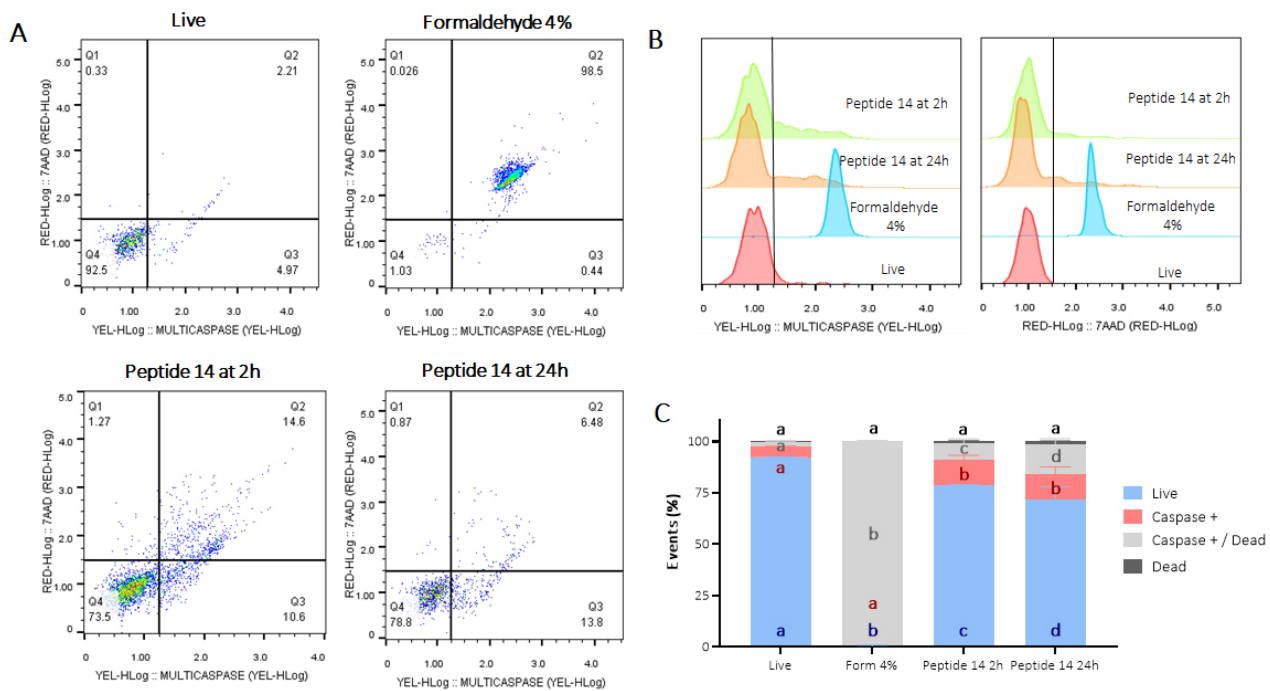 A
Live
Q1
0.33
Q2
2.21
Q4
92.5
Q3
4.97
5.0
4.0
3.0
2.0
1.00
0
0 1.00 2.0 3.0 4.0
RED-HLog :: 7AAD (RED-HLog)
YEL-HLog :: MULTICASPASE (YEL-HLog)
Formaldehyde 4%
Q1
0.026
Q2
98.5
Q4
1.03
Q3
0.44
5.0
4.0
3.0
2.0
1.00
0
0 1.00 2.0 3.0 4.0
RED-HLog :: 7AAD (RED-HLog)
YEL-HLog :: MULTICASPASE (YEL-HLog)
Peptide 14 at 2h
Q1
1.27
Q2
14.6
Q4
73.5
Q3
10.6
5.0
4.0
3.0
2.0
1.00
0
0 1.00 2.0 3.0 4.0
RED-HLog :: 7AAD (RED-HLog)
YEL-HLog :: MULTICASPASE (YEL-HLog)
Peptide 14 at 24h
Q1
0.87
Q2
6.48
Q4
78.8
Q3
13.8
5.0
4.0
3.0
2.0
1.00
0
0 1.00 2.0 3.0 4.0
RED-HLog :: 7AAD (RED-HLog)
YEL-HLog :: MULTICASPASE (YEL-HLog)
B
Peptide 14 at 2h
Peptide 14 at 24h
Formaldehyde
4%
Live
0 1.00 2.0 3.0 4.0
YEL-HLog :: MULTICASPASE (YEL-HLog)
Peptide 14 at 2h
Peptide 14 at 24h
Formaldehyde
4%
Live
0 1.00 2.0 3.0 4.0 5.0
RED-HLog :: 7AAD (RED-HLog)
C
Events (%)
100
75
50
25
0
a a a a
a b c d
a a b b
a b c d
Live Form 4% Peptide 14 2h Peptide 14 24h
Live
Caspase +
Caspase + / Dead
Dead